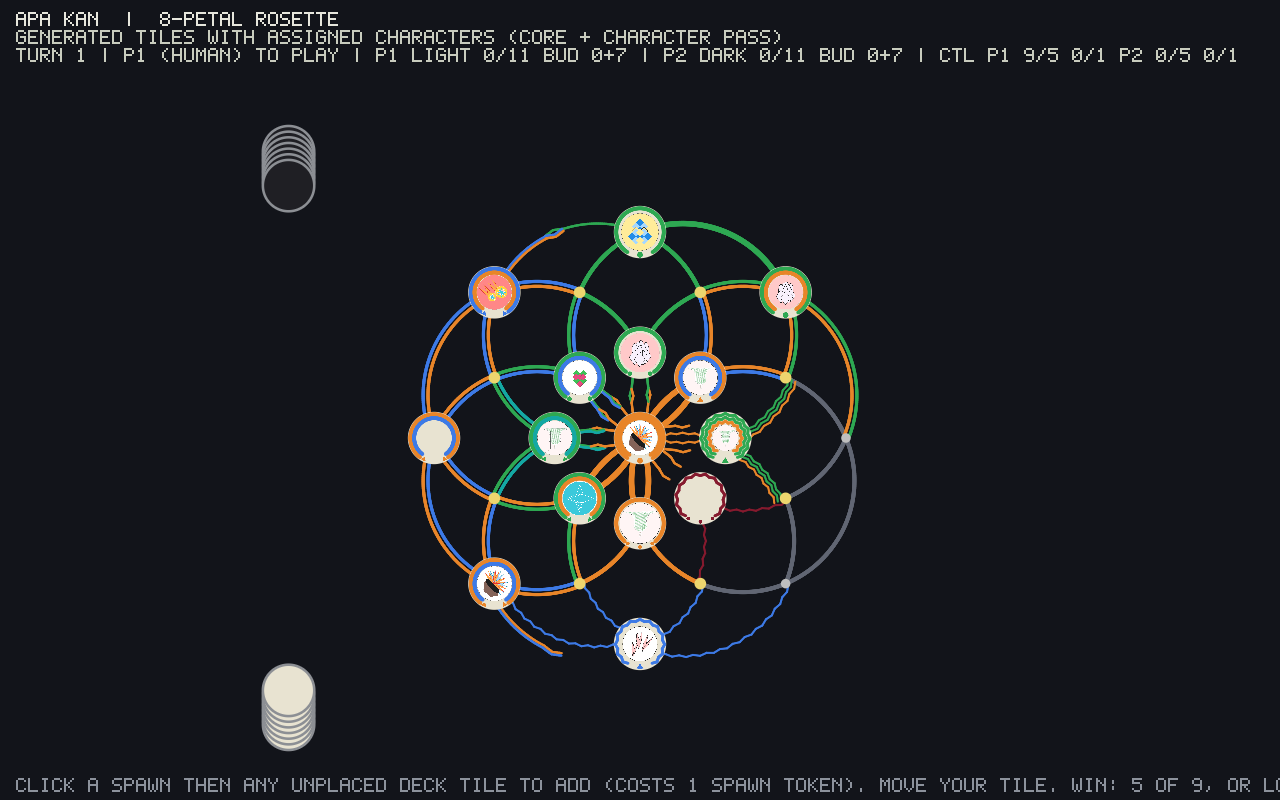 APA KAN | 8-PETAL ROSETTE
GENERATED TILES WITH ASSIGNED CHARACTERS (CORE + CHARACTER PASS)
TURN 1 | P1 (HUMAN) TO PLAY | P1 LIGHT 0/11 BUD 0+7 | P2 DARK 0/11 BUD 0+7 | CTL P1 9/5 0/1 P2 0/5 0/1
CLICK A SPAWN THEN ANY UNPLACED DECK TILE TO ADD (COSTS 1 SPAWN TOKEN). MOVE YOUR TILE. WIN: 5 OF 9, OR